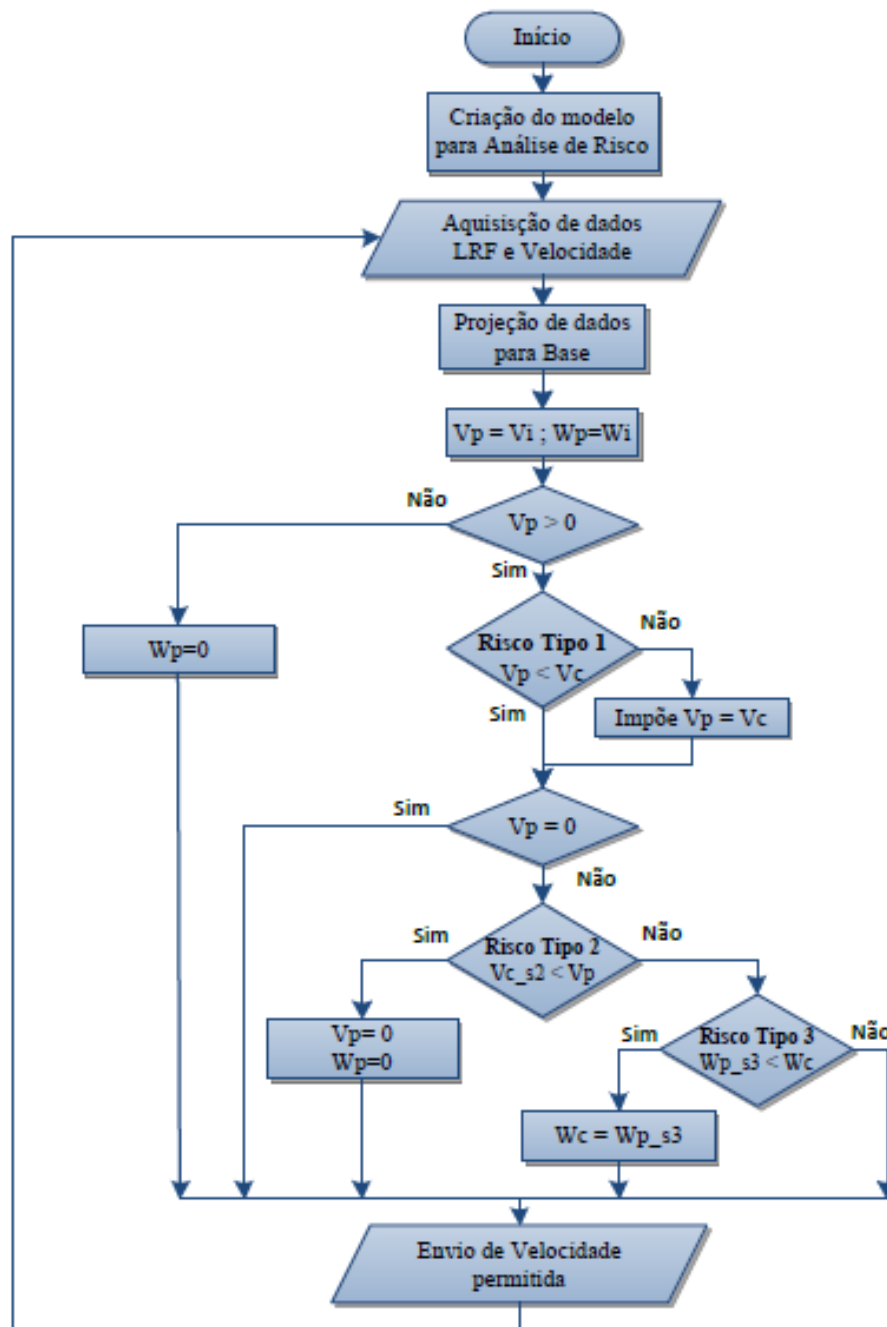 Início
Criação do modelo
para Análise de Risco
Aquisisção de dados
LRF e Velocidade
Projeção de dados
para Base
Vp = Vi ; Wp=Wi
Não
Vp > 0
Sim
Wp=0
Risco Tipo 1
Vp < Vc
Não
Sim
Impõe Vp = Vc
Sim
Vp = 0
Não
Sim
Risco Tipo 2
Vc_s2 < Vp
Não
Vp= 0
Wp=0
Sim
Risco Tipo 3
Wp_s3 < Wc
Não
Wc = Wp_s3
Envio de Velocidade
permitida